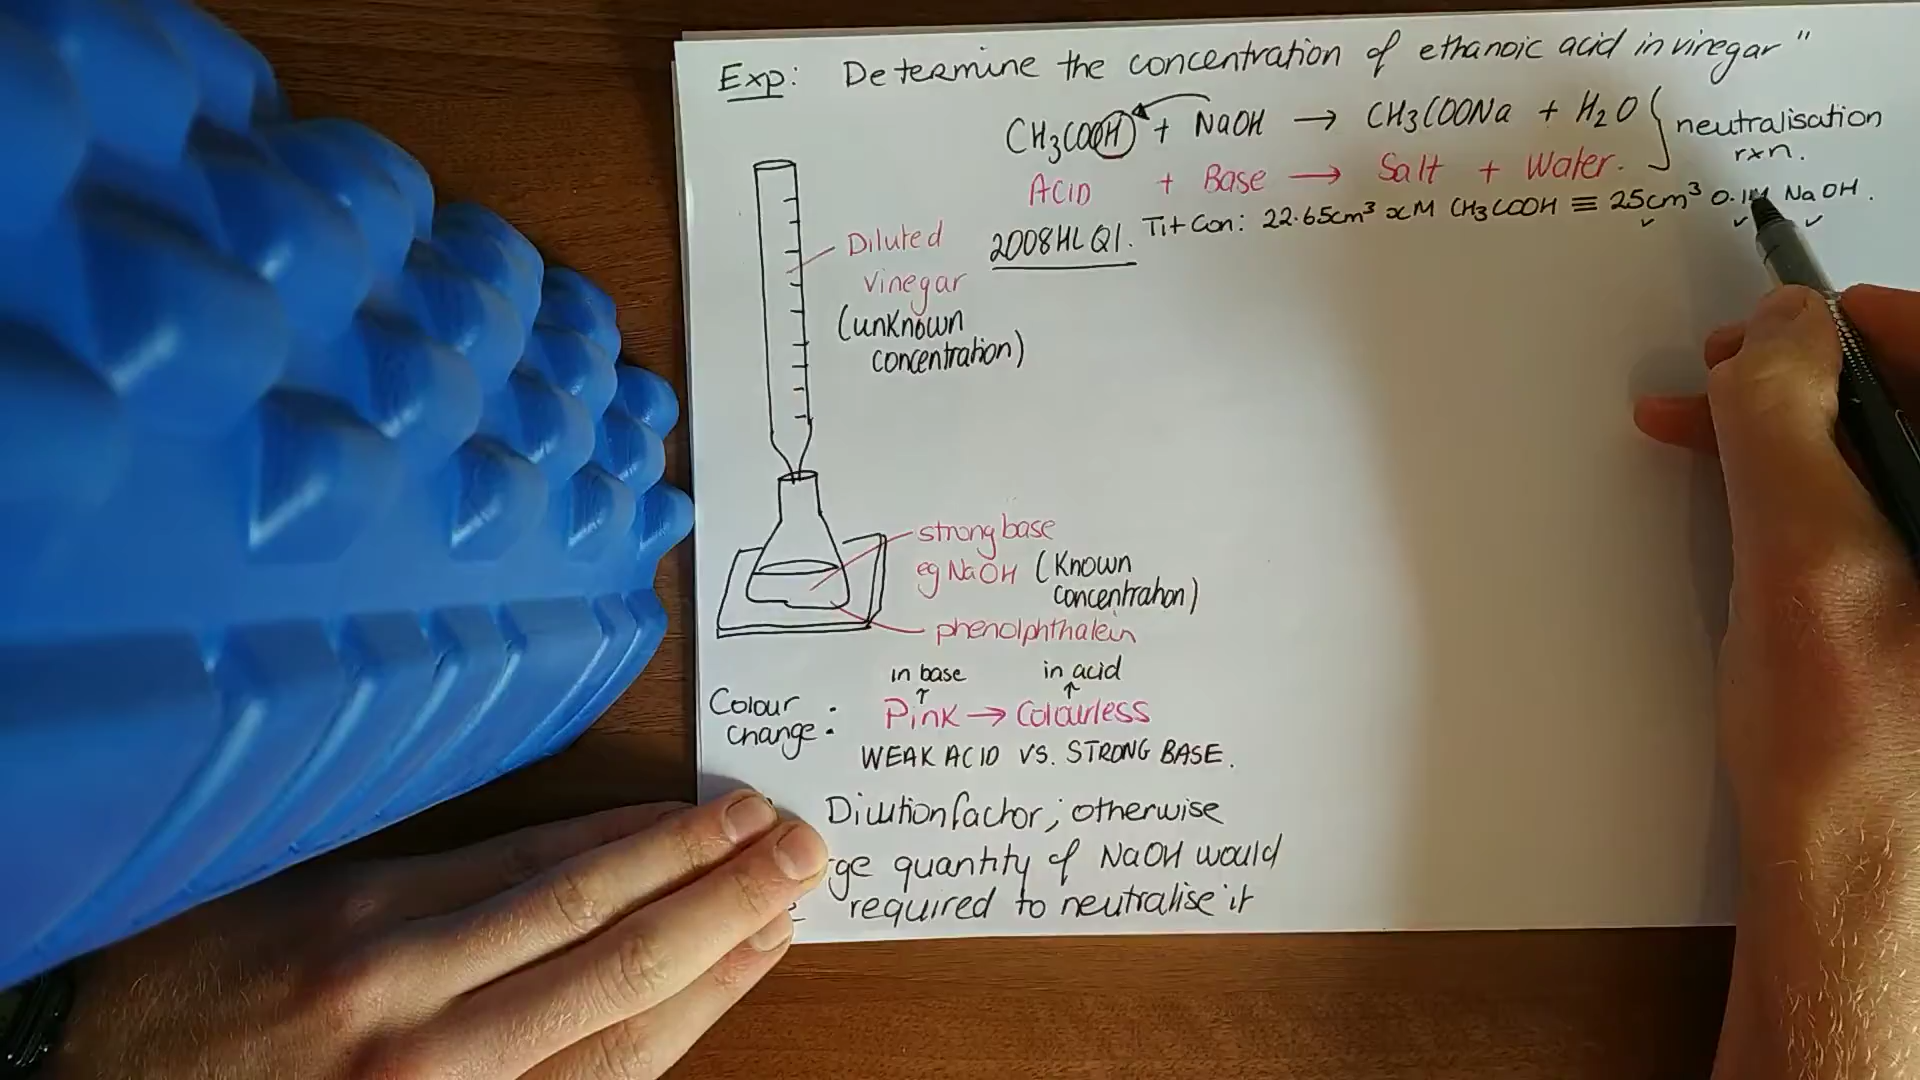 Exp: Determine the concentration of ethanoic acid in vinegar"
CH3COOH + NaOH → CH3COONa + H2O
neutralisation
rxn.
ACID + Base → Salt + Water.
2008HL Q1. Tit Con: 22.65cm³ xM CH3COOH ≡ 25cm³ 0.1M NaOH.
Diluted
vinegar
(unknown
concentration)
strong base
eg NaOH (Known
concentration)
phenolphthalein
in base in acid
↑ ↑
Colour
change:
Pink → Colourless
WEAK ACID VS. STRONG BASE.
Dilution factor; otherwise
quantity of NaOH would
required to neutralise it